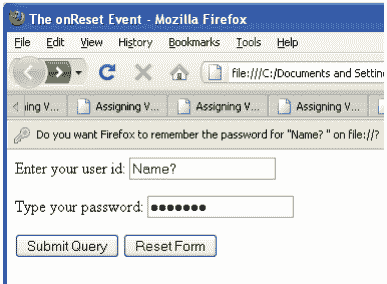 The onReset Event - Mozilla Firefox
File Edit View History Bookmarks Tools Help
file:///C:/Documents and Settin
ing V... Assigning V... Assigning V... Assigning V...
Do you want Firefox to remember the password for "Name? " on file://?
Enter your user id: Name?
Type your password: •••••••
Submit Query Reset Form